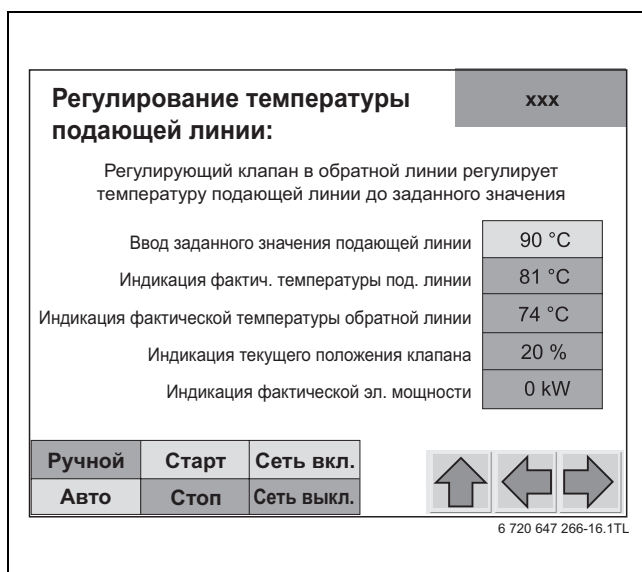 Регулирование температуры
подающей линии:
xxx
Регулирующий клапан в обратной линии регулирует
температуру подающей линии до заданного значения
Ввод заданного значения подающей линии 90 °C
Индикация фактич. температуры под. линии 81 °C
Индикация фактической температуры обратной линии 74 °C
Индикация текущего положения клапана 20 %
Индикация фактической эл. мощности 0 kW
Ручной Старт Сеть вкл.
Авто Стоп Сеть выкл.
6 720 647 266-16.1TL